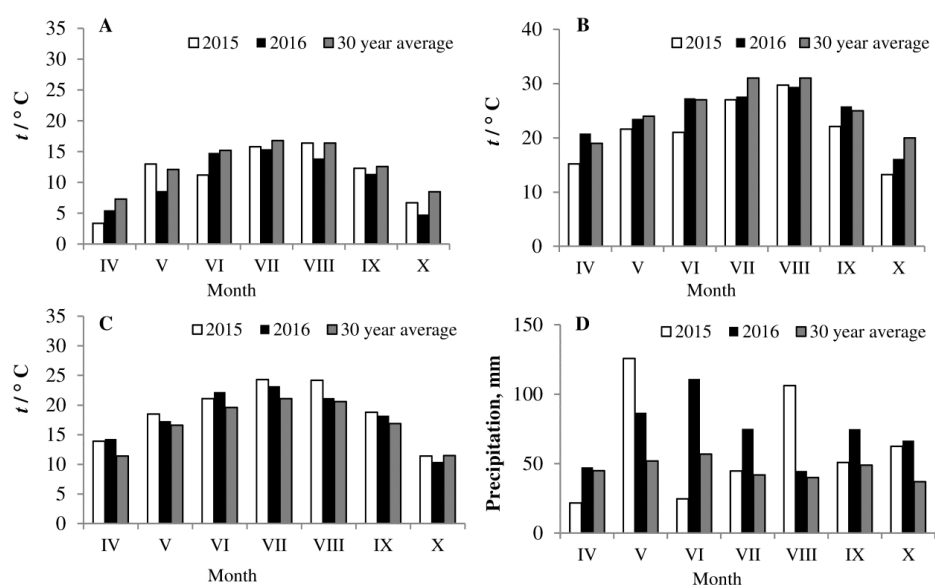 A
2015 2016 30 year average
t / ° C
35
30
25
20
15
10
5
0
IV V VI VII VIII IX X
Month
B
2015 2016 30 year average
t / ° C
40
30
20
10
0
IV V VI VII VIII IX X
Month
C
2015 2016 30 year average
t / ° C
35
30
25
20
15
10
5
0
IV V VI VII VIII IX X
Month
D
2015 2016 30 year average
Precipitation, mm
150
100
50
0
IV V VI VII VIII IX X
Month